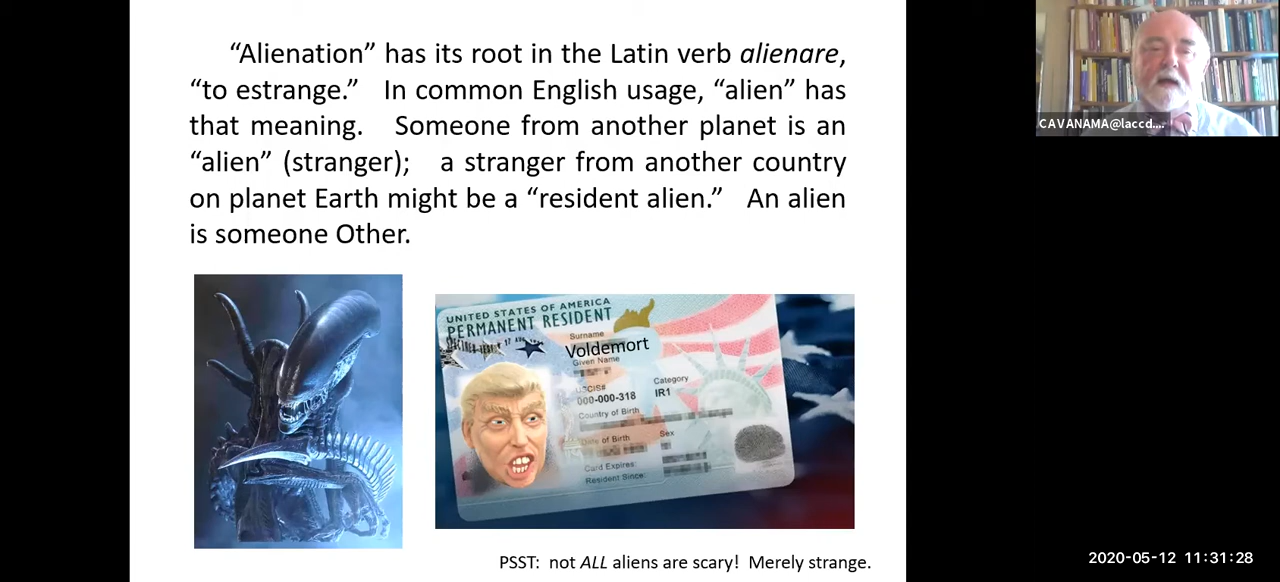 “Alienation” has its root in the Latin verb alienare,
“to estrange.” In common English usage, “alien” has
that meaning. Someone from another planet is an
“alien” (stranger); a stranger from another country
on planet Earth might be a “resident alien.” An alien
is someone Other.
CAVANAMA@laccd....
UNITED STATES OF AMERICA
PERMANENT RESIDENT
Surname
Voldemort
Given Name
USCIS#
000-000-318
Category
IR1
Country of Birth
Date of Birth
Sex
Card Expires:
Resident Since:
PSST: not ALL aliens are scary! Merely strange.
2020-05-12 11:31:28